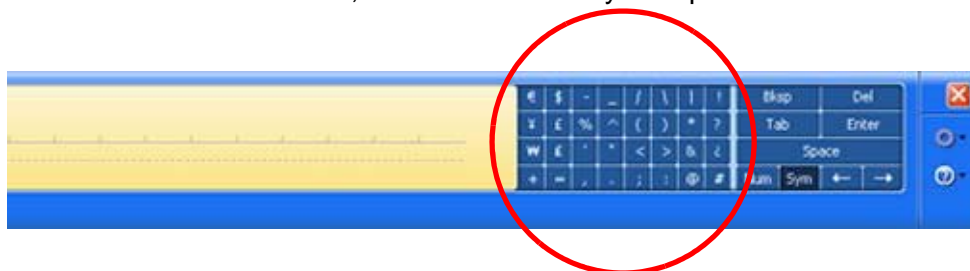 € $ - _ / \ | ! Bksp Del
¥ £ % ^ ( ) * ? Tab Enter
₩ £ ' " < > & ¿ Space
+ = , . ; : @ # Num Sym ← →